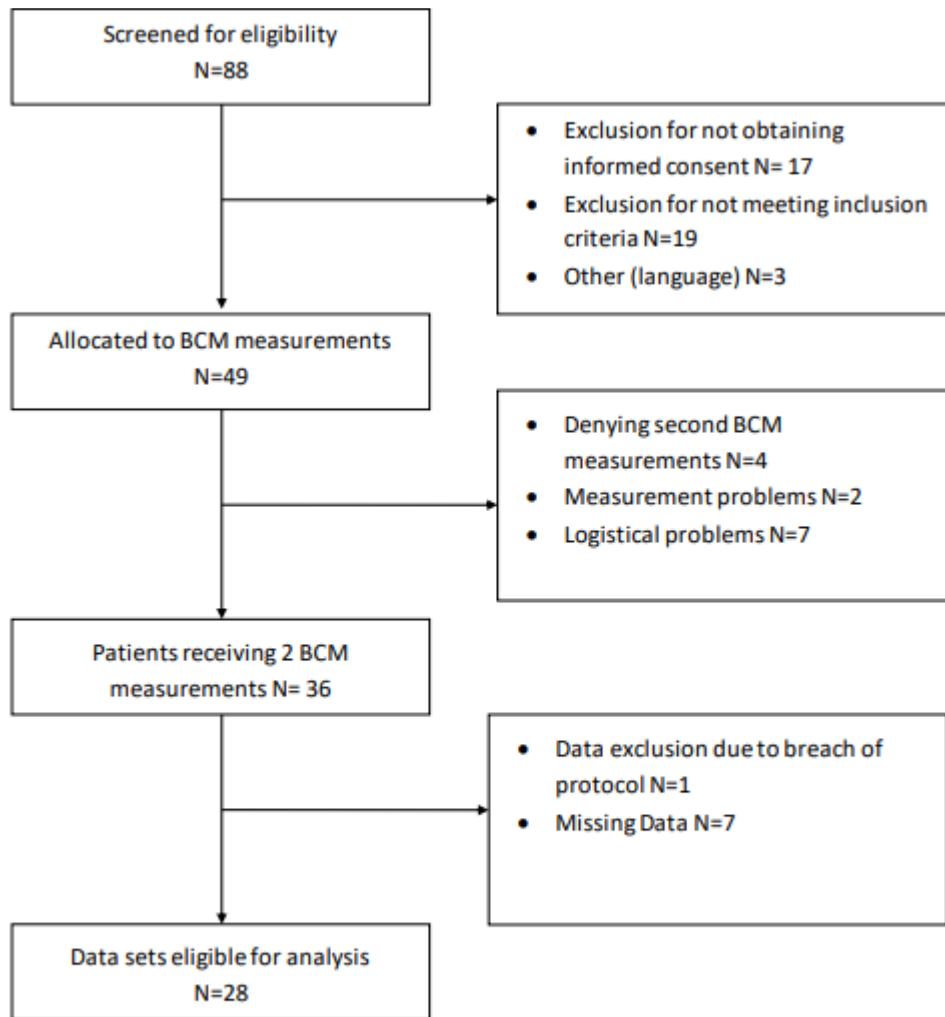 Screened for eligibility
N=88
• Exclusion for not obtaining
informed consent N= 17
• Exclusion for not meeting inclusion
criteria N=19
• Other (language) N=3
Allocated to BCM measurements
N=49
• Denying second BCM
measurements N=4
• Measurement problems N=2
• Logistical problems N=7
Patients receiving 2 BCM
measurements N= 36
• Data exclusion due to breach of
protocol N=1
• Missing Data N=7
Data sets eligible for analysis
N=28